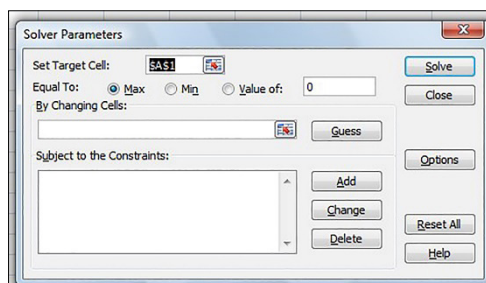 Solver Parameters
Set Target Cell: $A$1 Solve
Equal To: Max Min Value of: 0 Close
By Changing Cells:
Guess
Subject to the Constraints: Options
Add
Change Reset All
Delete Help